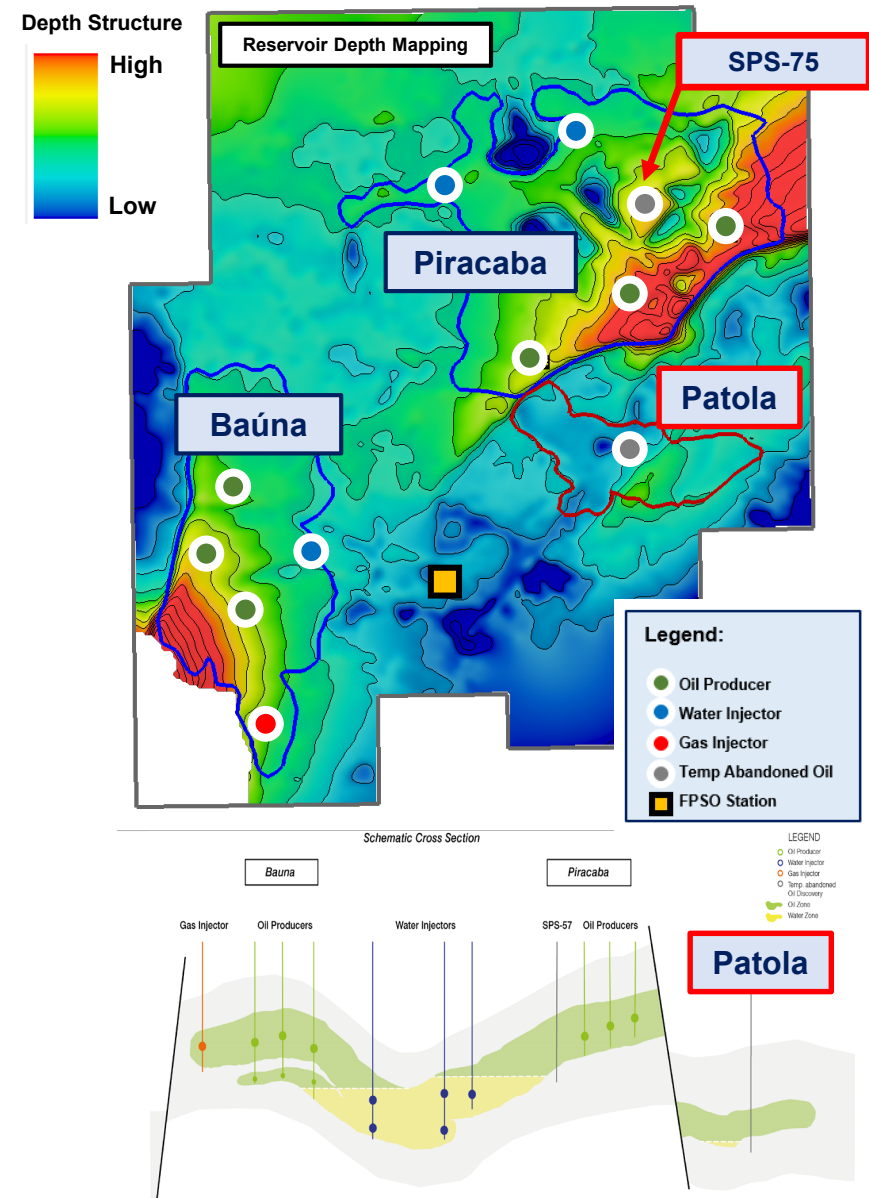 Depth Structure
High
Low
Reservoir Depth Mapping
SPS-75
Piracaba
Patola
Baúna
Legend:
Oil Producer
Water Injector
Gas Injector
Temp Abandoned Oil
FPSO Station
Schematic Cross Section
Bauna
Piracaba
LEGEND
Oil Producer
Water Injector
Gas Injector
Temp. abandoned
Oil Discovery
Oil Zone
Water Zone
Gas Injector
Oil Producers
Water Injectors
SPS-57
Oil Producers
Patola